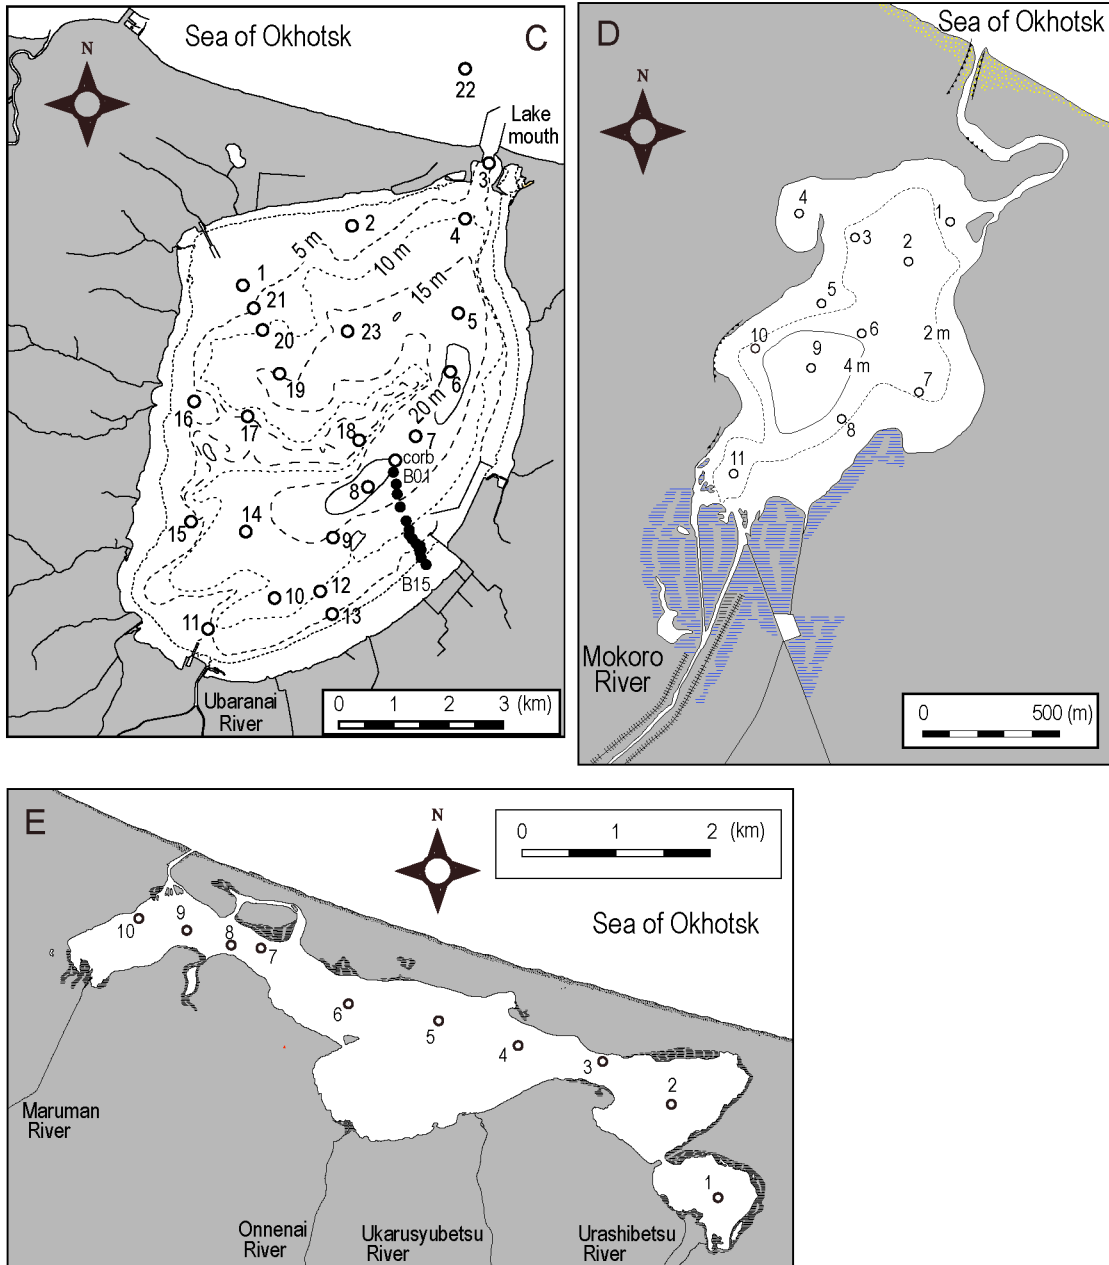 Sea of Okhotsk
C
N
22
Lake
mouth
3
2
4
5 m
10 m
15 m
1
21
20
23
5
19
6
20 m
16
17
18
7
corb
B01
8
15
14
9
B15
10
12
13
11
Ubaranai
River
0 1 2 3 (km)
D
Sea of Okhotsk
N
4
1
3
2
5
6
10
9
4 m
2 m
7
8
11
Mokoro
River
0 500 (m)
E
N
0 1 2 (km)
Sea of Okhotsk
10
9
8
7
6
5
4
3
2
1
Maruman
River
Onnenai
River
Ukarusyubetsu
River
Urashibetsu
River